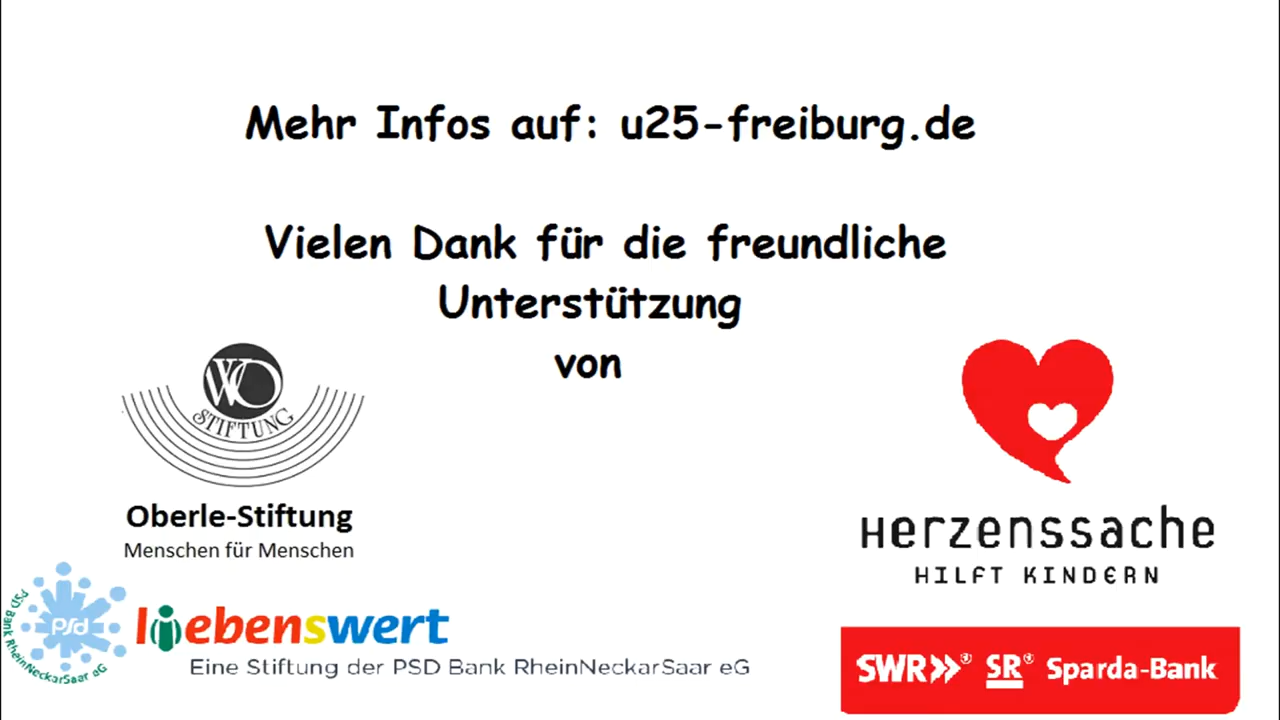 Mehr Infos auf: u25-freiburg.de
Vielen Dank für die freundliche
Unterstützung
von
WO
STIFTUNG
Oberle-Stiftung
Menschen für Menschen
Herzenssache
HILFT KINDERN
psd
PSD Bank RheinNeckarSaar eG
liebenswert
Eine Stiftung der PSD Bank RheinNeckarSaar eG
SWR SR Sparda-Bank